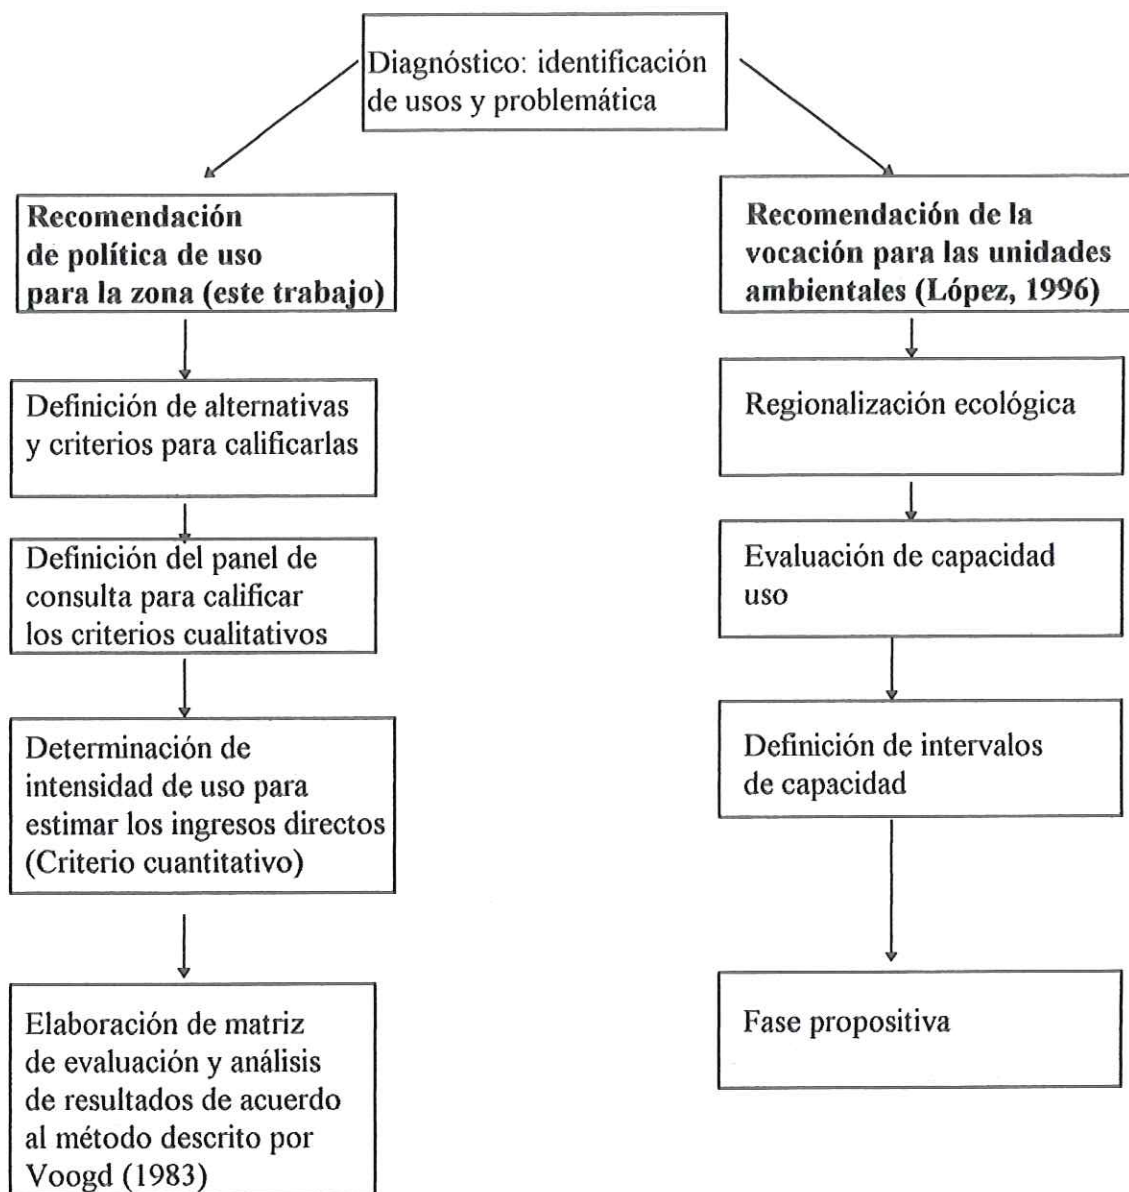 Diagnóstico: identificación
de usos y problemática
Recomendación
de política de uso
para la zona (este trabajo)
Definición de alternativas
y criterios para calificarlas
Definición del panel de
consulta para calificar
los criterios cualitativos
Determinación de
intensidad de uso para
estimar los ingresos directos
(Criterio cuantitativo)
Elaboración de matriz
de evaluación y análisis
de resultados de acuerdo
al método descrito por
Voogd (1983)
Recomendación de la
vocación para las unidades
ambientales (López, 1996)
Regionalización ecológica
Evaluación de capacidad
uso
Definición de intervalos
de capacidad
Fase propositiva